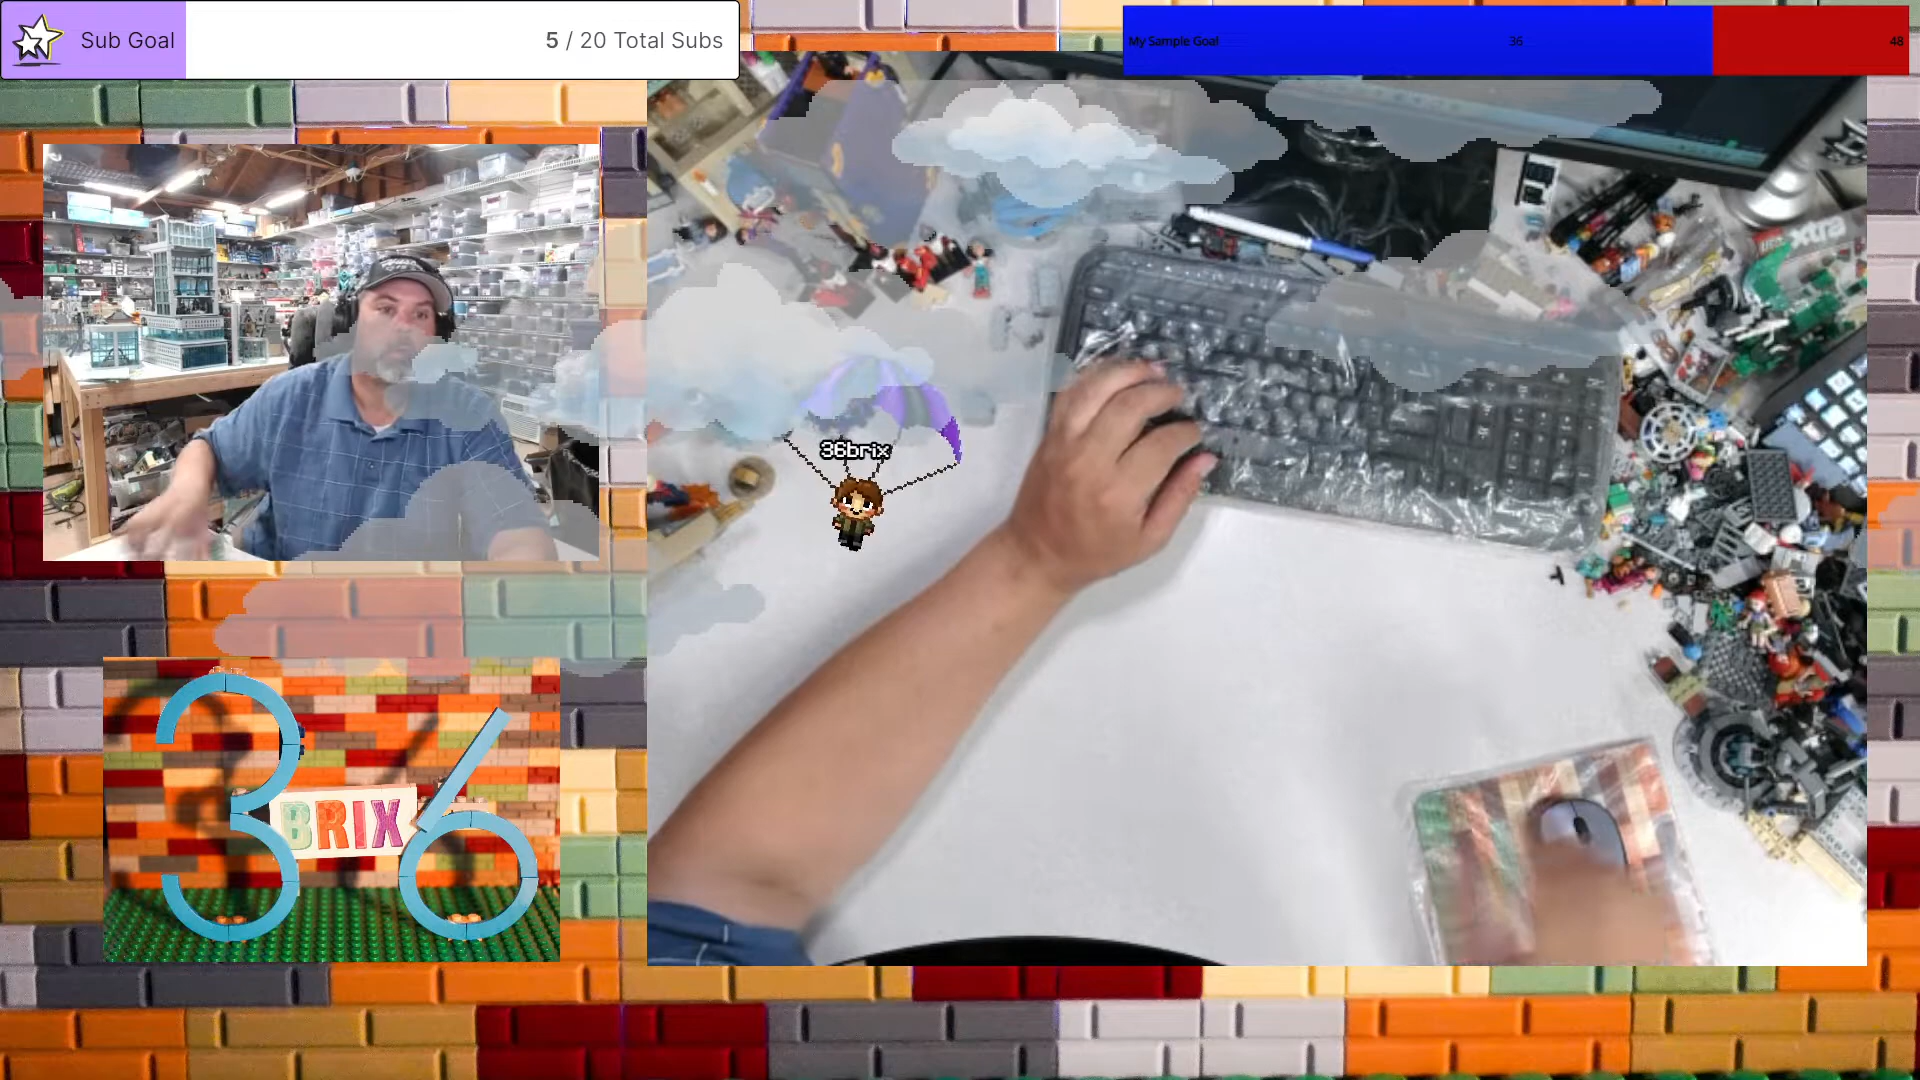 Sub Goal
5 / 20 Total Subs
My Sample Goal
36
48
xtra
36brix
36
BRIX